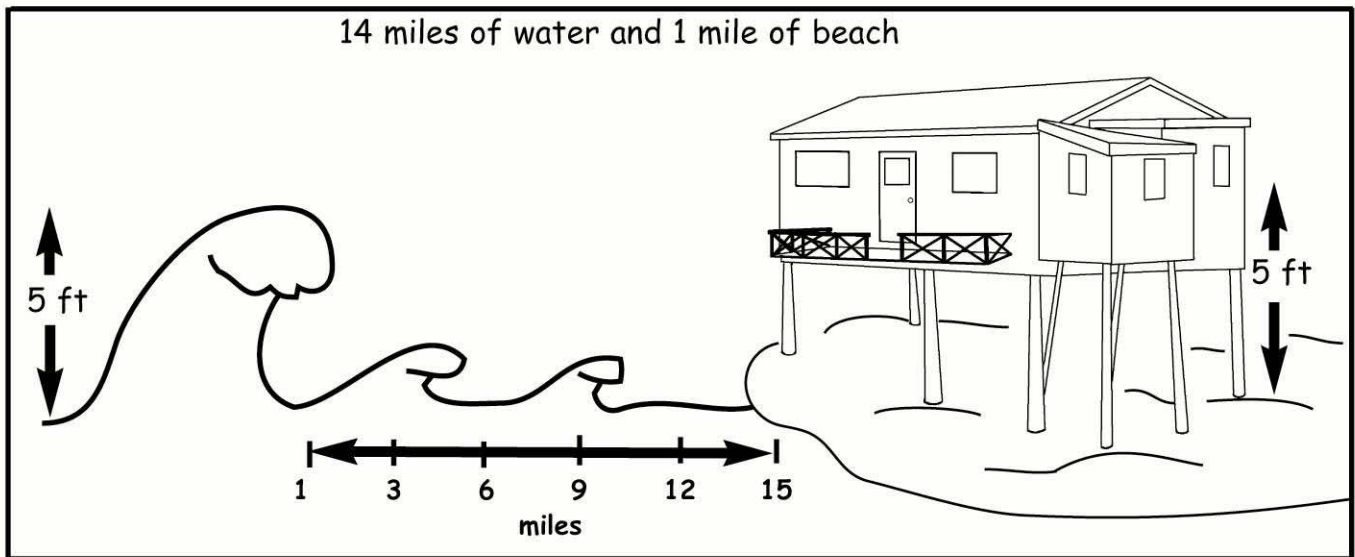 14 miles of water and 1 mile of beach
5 ft
5 ft
1 3 6 9 12 15
miles